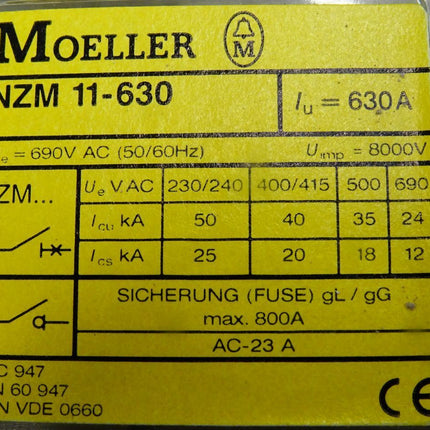 MOELLER M
NZM 11-630 Iu = 630A
e = 690V AC (50/60Hz) Uimp = 8000V
ZM... Ue V AC 230/240 400/415 500 690
Icu kA 50 40 35 24
Ics kA 25 20 18 12
SICHERUNG (FUSE) gL / gG
max. 800A
AC-23 A
C 947
N 60 947
N VDE 0660 CE